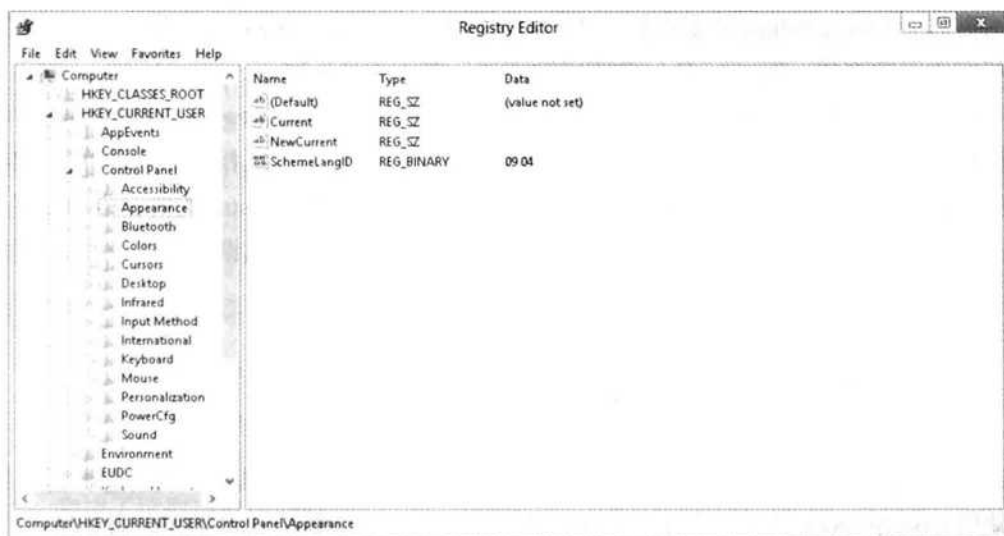 Registry Editor
File Edit View Favorites Help
Computer
HKEY_CLASSES_ROOT
HKEY_CURRENT_USER
AppEvents
Console
Control Panel
Accessibility
Appearance
Bluetooth
Colors
Cursors
Desktop
Infrared
Input Method
International
Keyboard
Mouse
Personalization
PowerCfg
Sound
Environment
EUDC
Name Type Data
(Default) REG_SZ (value not set)
Current REG_SZ
NewCurrent REG_SZ
SchemeLangID REG_BINARY 09 04
Computer\HKEY_CURRENT_USER\Control Panel\Appearance